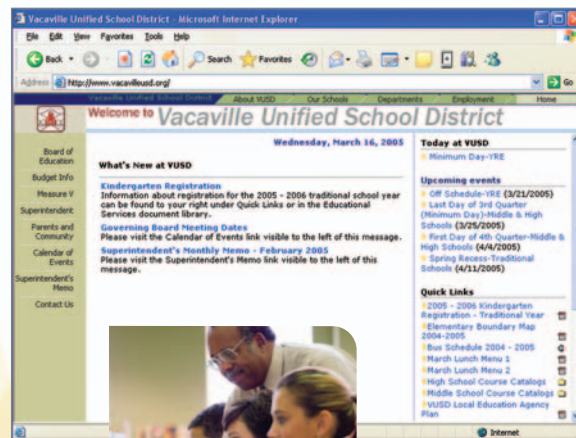 Vacaville Unified School District - Microsoft Internet Explorer
File Edit View Favorites Tools Help
Back Search Favorites
Address http://www.vacavilleusd.org/ Go
Vacaville Unified School District About VUSD Our Schools Departments Employment Home
Welcome to Vacaville Unified School District
Board of
Education
Budget Info
Measure V
Superintendent
Parents and
Community
Calendar of
Events
Superintendent's
Memo
Contact Us
Wednesday, March 16, 2005
What's New at VUSD
Kindergarten Registration
Information about registration for the 2005 - 2006 traditional school year
can be found to your right under Quick Links or in the Educational
Services document library.
Governing Board Meeting Dates
Please visit the Calendar of Events link visible to the left of this message.
Superintendent's Monthly Memo - February 2005
Please visit the Superintendent's Memo link visible to the left of this
message.
Today at VUSD
Minimum Day-YRE
Upcoming events
Off Schedule-YRE (3/21/2005)
Last Day of 3rd Quarter
(Minimum Day)-Middle & High
Schools (3/25/2005)
First Day of 4th Quarter-Middle &
High Schools (4/4/2005)
Spring Recess-Traditional
Schools (4/11/2005)
Quick Links
2005 - 2006 Kindergarten
Registration - Traditional Year
Elementary Boundary Map
2004-2005
Bus Schedule 2004 - 2005
March Lunch Menu 1
March Lunch Menu 2
High School Course Catalogs
Middle School Course Catalogs
VUSD Local Education Agency
Plan
Internet